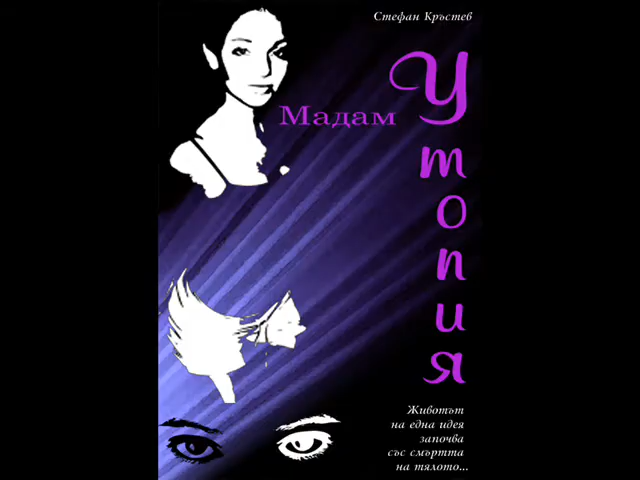 Стефан Кръстев
Мадам
Утопия
Животът
на една идея
започва
със смъртта
на тялото...